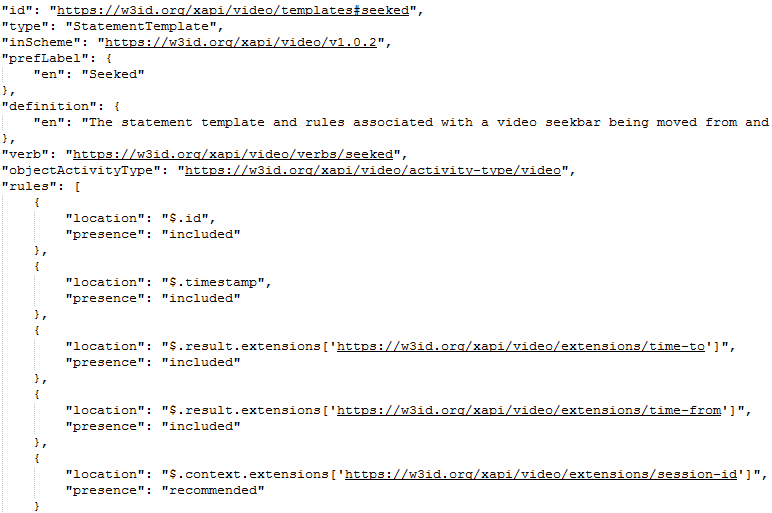 "id": "https://w3id.org/xapi/video/templates#seeked",
"type": "StatementTemplate",
"inScheme": "https://w3id.org/xapi/video/v1.0.2",
"prefLabel": {
"en": "Seeked"
},
"definition": {
"en": "The statement template and rules associated with a video seekbar being moved from and
},
"verb": "https://w3id.org/xapi/video/verbs/seeked",
"objectActivityType": "https://w3id.org/xapi/video/activity-type/video",
"rules": [
{
"location": "$.id",
"presence": "included"
},
{
"location": "$.timestamp",
"presence": "included"
},
{
"location": "$.result.extensions['https://w3id.org/xapi/video/extensions/time-to']",
"presence": "included"
},
{
"location": "$.result.extensions['https://w3id.org/xapi/video/extensions/time-from']",
"presence": "included"
},
{
"location": "$.context.extensions['https://w3id.org/xapi/video/extensions/session-id']",
"presence": "recommended"
}